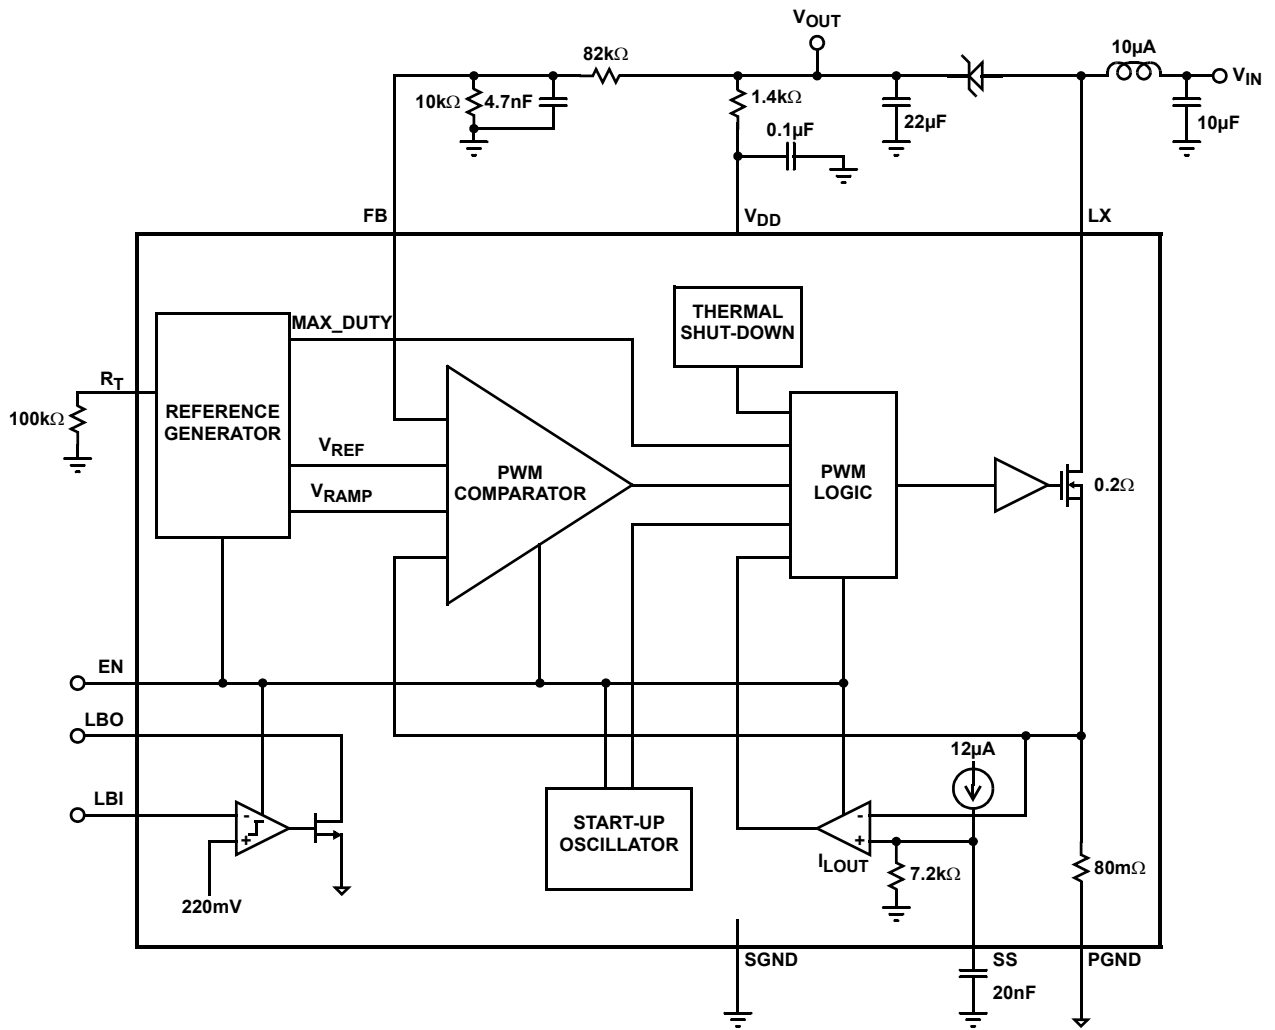 VOUT
82kΩ
10µA
VIN
10kΩ
4.7nF
1.4kΩ
0.1µF
22µF
10µF
FB
VDD
LX
THERMAL
SHUT-DOWN
MAX_DUTY
RT
100kΩ
REFERENCE
GENERATOR
VREF
VRAMP
PWM
COMPARATOR
PWM
LOGIC
0.2Ω
EN
LBO
LBI
-
+
220mV
START-UP
OSCILLATOR
12µA
-
+
ILOUT
7.2kΩ
80mΩ
SGND
SS
PGND
20nF